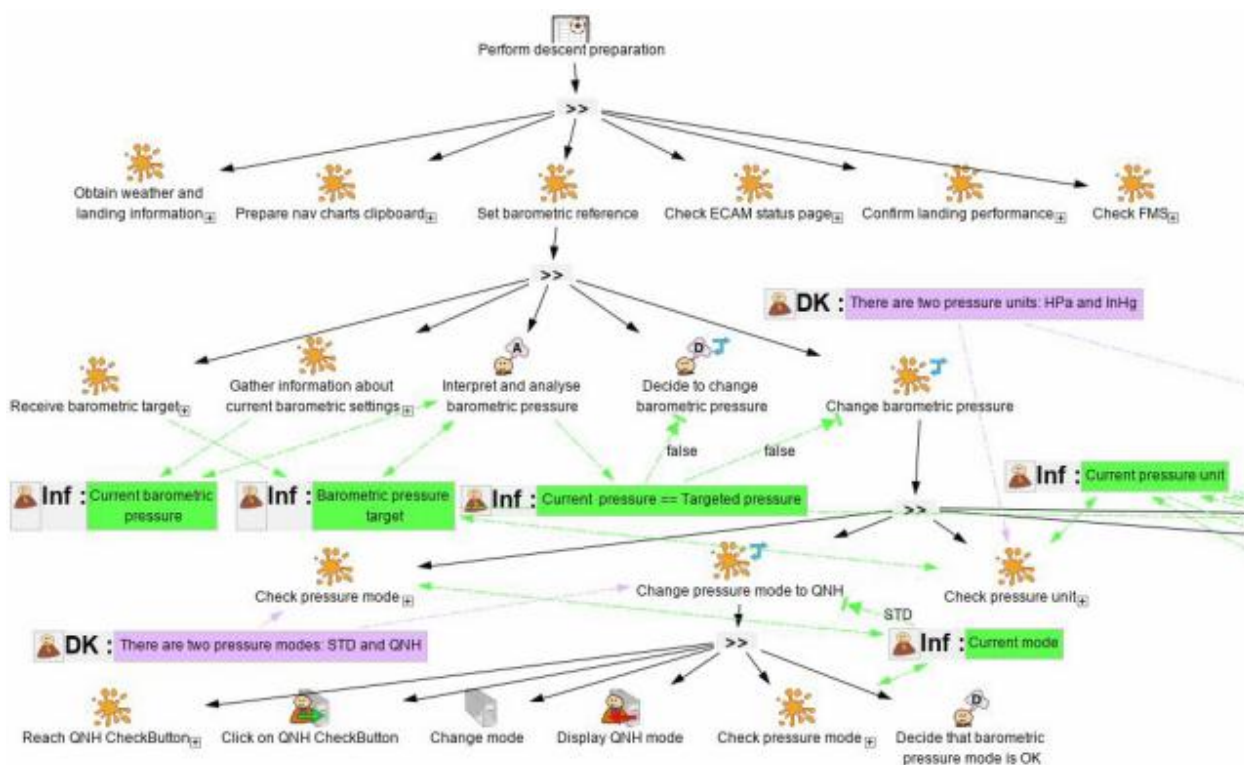 Perform descent preparation
>>
Obtain weather and
landing information
Prepare nav charts clipboard
Set barometric reference
Check ECAM status page
Confirm landing performance
Check FMS
>>
DK : There are two pressure units: HPa and InHg
Receive barometric target
Gather information about
current barometric settings
A
Interpret and analyse
barometric pressure
D
Decide to change
barometric pressure
Change barometric pressure
false
false
Inf : Current barometric
pressure
Inf : Barometric pressure
target
Inf : Current pressure == Targeted pressure
Inf : Current pressure unit
>>
Check pressure mode
Change pressure mode to QNH
Check pressure unit
STD
DK : There are two pressure modes: STD and QNH
>>
Inf : Current mode
Reach QNH CheckButton
Click on QNH CheckButton
Change mode
Display QNH mode
Check pressure mode
D
Decide that barometric
pressure mode is OK